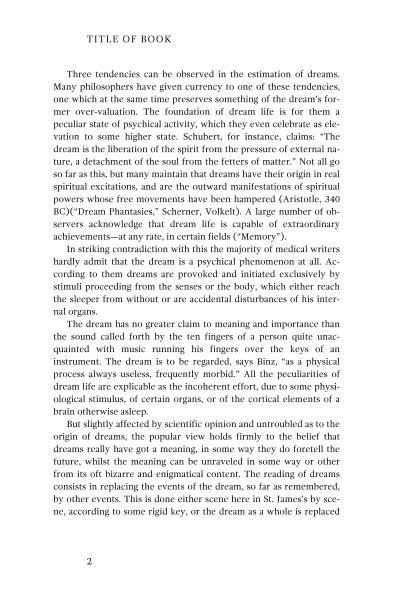 TITLE OF BOOK
Three tendencies can be observed in the estimation of dreams.
Many philosophers have given currency to one of these tendencies,
one which at the same time preserves something of the dream's for-
mer over-valuation. The foundation of dream life is for them a
peculiar state of psychical activity, which they even celebrate as ele-
vation to some higher state. Schubert, for instance, claims: “The
dream is the liberation of the spirit from the pressure of external na-
ture, a detachment of the soul from the fetters of matter.” Not all go
so far as this, but many maintain that dreams have their origin in real
spiritual excitations, and are the outward manifestations of spiritual
powers whose free movements have been hampered (Aristotle, 340
BC)(“Dream Phantasies,” Scherner, Volkelt). A large number of ob-
servers acknowledge that dream life is capable of extraordinary
achievements—at any rate, in certain fields (“Memory”).
In striking contradiction with this the majority of medical writers
hardly admit that the dream is a psychical phenomenon at all. Ac-
cording to them dreams are provoked and initiated exclusively by
stimuli proceeding from the senses or the body, which either reach
the sleeper from without or are accidental disturbances of his inter-
nal organs.
The dream has no greater claim to meaning and importance than
the sound called forth by the ten fingers of a person quite unac-
quainted with music running his fingers over the keys of an
instrument. The dream is to be regarded, says Binz, “as a physical
process always useless, frequently morbid.” All the peculiarities of
dream life are explicable as the incoherent effort, due to some physi-
ological stimulus, of certain organs, or of the cortical elements of a
brain otherwise asleep.
But slightly affected by scientific opinion and untroubled as to the
origin of dreams, the popular view holds firmly to the belief that
dreams really have got a meaning, in some way they do foretell the
future, whilst the meaning can be unraveled in some way or other
from its oft bizarre and enigmatical content. The reading of dreams
consists in replacing the events of the dream, so far as remembered,
by other events. This is done either scene here in St. James's by sce-
ne, according to some rigid key, or the dream as a whole is replaced
2